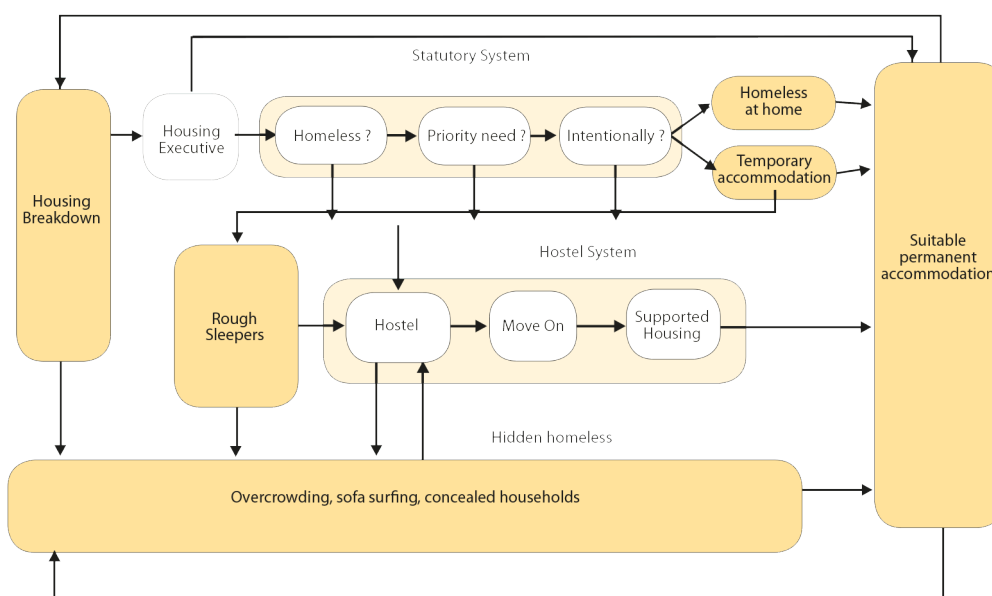 Statutory System
Housing
Executive
Homeless ?
Priority need ?
Intentionally ?
Homeless
at home
Temporary
accommodation
Housing
Breakdown
Suitable
permanent
accommodation
Hostel System
Rough
Sleepers
Hostel
Move On
Supported
Housing
Hidden homeless
Overcrowding, sofa surfing, concealed households